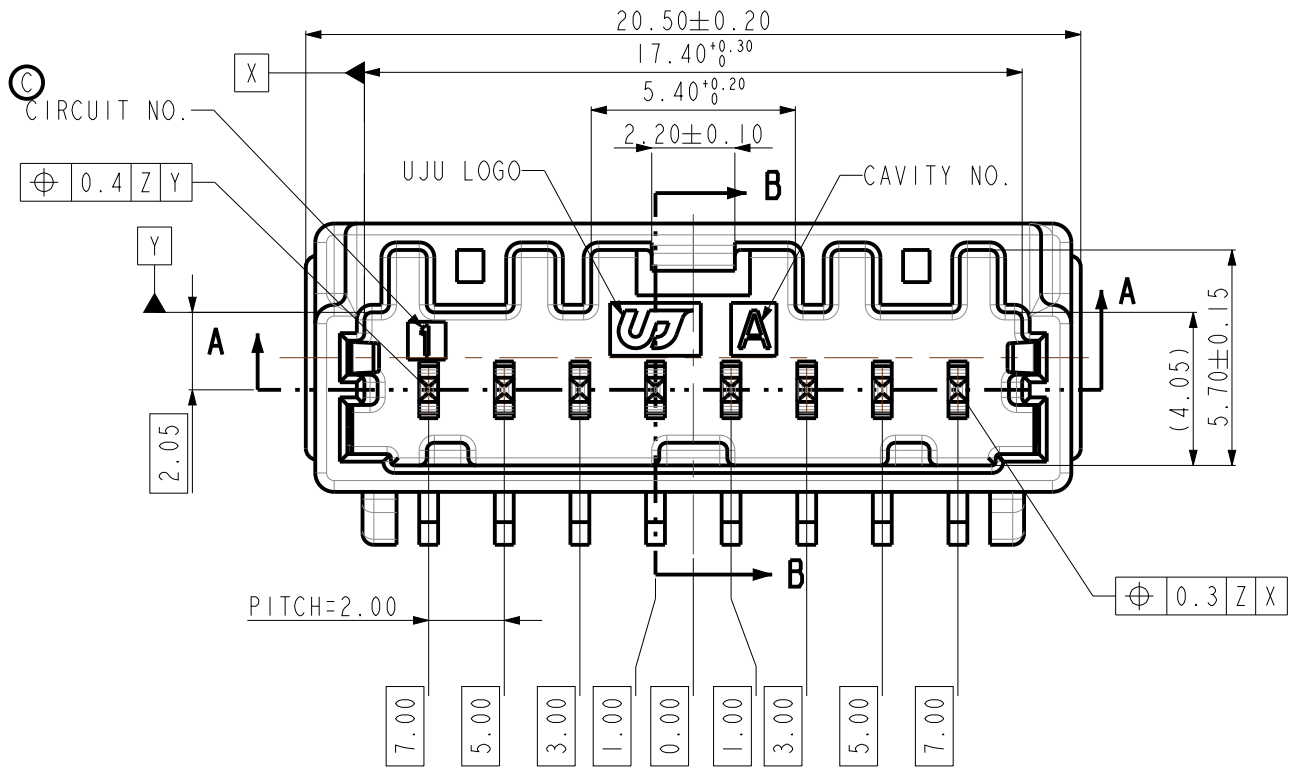 20.50±0.20
17.40+0.30 0
X
C
CIRCUIT NO.
5.40+0.20 0
2.20±0.10
⌖ 0.4 Z Y
UJU LOGO
B
CAVITY NO.
Y
A
A
1
UJ
A
2.05
(4.05)
5.70±0.15
B
PITCH=2.00
⌖ 0.3 Z X
7.00
5.00
3.00
1.00
0.00
1.00
3.00
5.00
7.00